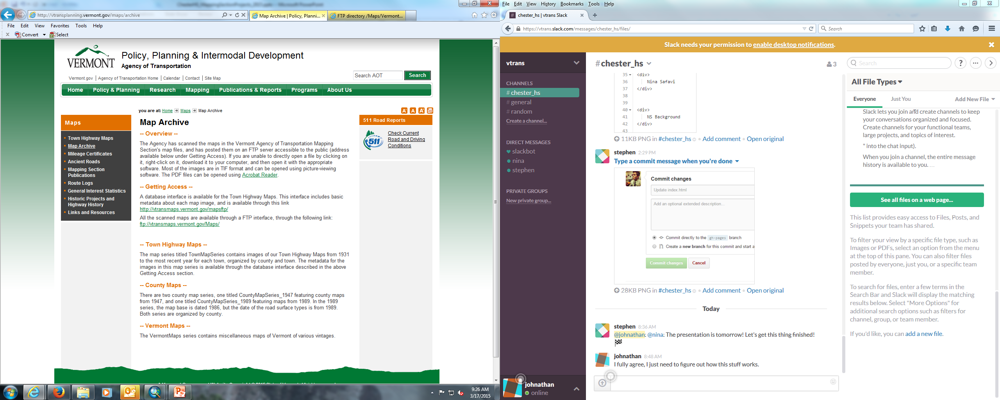 http://vtransplanning.vermont.gov/maps/archive
Map Archive | Policy, Planni...
FTP directory /Maps/Vermont...
File Edit View Favorites Tools Help
Convert Select
VERMONT
Policy, Planning & Intermodal Development
Agency of Transportation
Vermont.gov | Agency of Transportation Home | Calendar | Contact | Site Map
Search AOT Search
Home Policy & Planning Research Mapping Publications & Reports Programs About Us
you are at: Home Maps Map Archive
A- A A+
Maps
Town Highway Maps
Map Archive
Mileage Certificates
Ancient Roads
Mapping Section
Publications
Route Logs
General Interest Statistics
Historic Projects and
Highway History
Links and Resources
Map Archive
-- Overview --
The Agency has scanned the maps in the Vermont Agency of Transportation Mapping
Section's map files, and has posted them on an FTP server accessible to the public (address
available below under Getting Access). If you are unable to directly open a file by clicking on
it, right-click on it, download it to your computer, and then open it with the appropriate
software. Most of the images are in TIF format and can be opened using picture-viewing
software. The PDF files can be opened using Acrobat Reader.
-- Getting Access --
A database interface is available for the Town Highway Maps. This interface includes basic
metadata about each map image, and is available through this link
http://vtransmaps.vermont.gov/mapsftp/
All the scanned maps are available through a FTP interface, through the following link:
ftp://vtransmaps.vermont.gov/Maps/
-- Town Highway Maps --
The map series titled TownMapSeries contains images of our Town Highway Maps from 1931
to the most recent year for each town, organized by county and town. The metadata for the
images in this map series is available through the database interface described in the above
Getting Access section.
-- County Maps --
There are two county map series, one titled CountyMapSeries_1947 featuring county maps
from 1947, and one titled CountyMapSeries_1989 featuring maps from 1989. In the 1989
series, the map base is dated 1986, but the date of the road surface types is from 1989.
Both series are organized by county.
-- Vermont Maps --
The VermontMaps series contains miscellaneous maps of Vermont of various vintages.
511 Road Reports
511
Check Current
Road and Driving
Conditions
9:26 AM
3/17/2015
File Edit View History Bookmarks Tools Help
chester_hs | vtrans Slack
https://vtrans.slack.com/messages/chester_hs/files/
Search
Slack needs your permission to enable desktop notifications.
vtrans
CHANNELS
# chester_hs
# general
# random
Create a channel...
DIRECT MESSAGES
slackbot
nina
stephen
PRIVATE GROUPS
New private group...
johnathan
online
#chester_hs
3
35 <div>
36 Nina Safavi
37 </div>
38
39
40 <div>
41 NS Background
42 </div>
43
11KB PNG in #chester_hs • Add comment • Open original
stephen 2:29 PM
Type a commit message when you're done
Commit changes
Update index.html
Add an optional extended description...
Commit directly to the gh-pages branch
Create a new branch for this commit and start a
Commit changes Cancel
28KB PNG in #chester_hs • Add comment • Open original
Today
stephen 8:36 AM
@johnathan: @nina: The presentation is tomorrow! Let's get this thing finished!
johnathan 8:48 AM
I fully agree, I just need to figure out how this stuff works.
Search
?
All File Types
Everyone Just You Add New File
Slack lets you join and create channels to keep
your conversations organized and focused.
Create channels for your functional teams,
large projects, and topics of interest.
" into the chat input).
When you join a channel, the entire message
history is available to you. …
See all files on a web page...
This list provides easy access to Files, Posts, and
Snippets your team has shared.
To filter your view by a specific file type, such as
Images or PDFs, select an option from the menu
at the top of this pane. You can also filter files
posted by everyone, just you, or a specific team
member.
To search for files, enter a few terms in the
Search Bar and Slack will display the matching
results below. Select "More Options" for
additional search options such as filters for
channel, group, or team member.
If you'd like, you can add a new file.